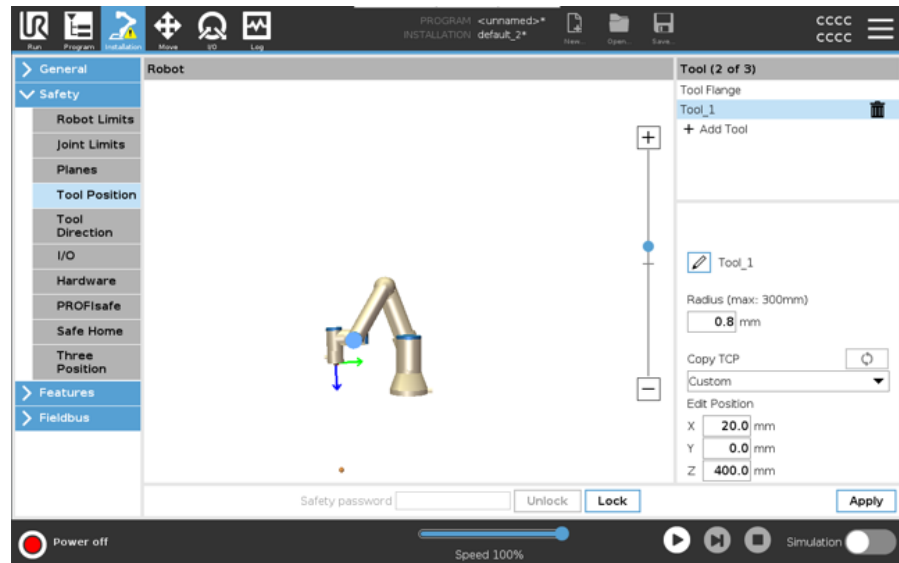 PROGRAM <unnamed>*
INSTALLATION default_2*
New... Open... Save...
cccc
cccc
UR
Run Program Installation Move I/O Log
General
Safety
Robot Limits
Joint Limits
Planes
Tool Position
Tool
Direction
I/O
Hardware
PROFIsafe
Safe Home
Three
Position
Features
Fieldbus
Robot
Tool (2 of 3)
Tool Flange
Tool_1
+ Add Tool
Tool_1
Radius (max: 300mm)
0.8 mm
Copy TCP
Custom
Edit Position
X 20.0 mm
Y 0.0 mm
Z 400.0 mm
Safety password Unlock Lock
Apply
Power off
Speed 100%
Simulation